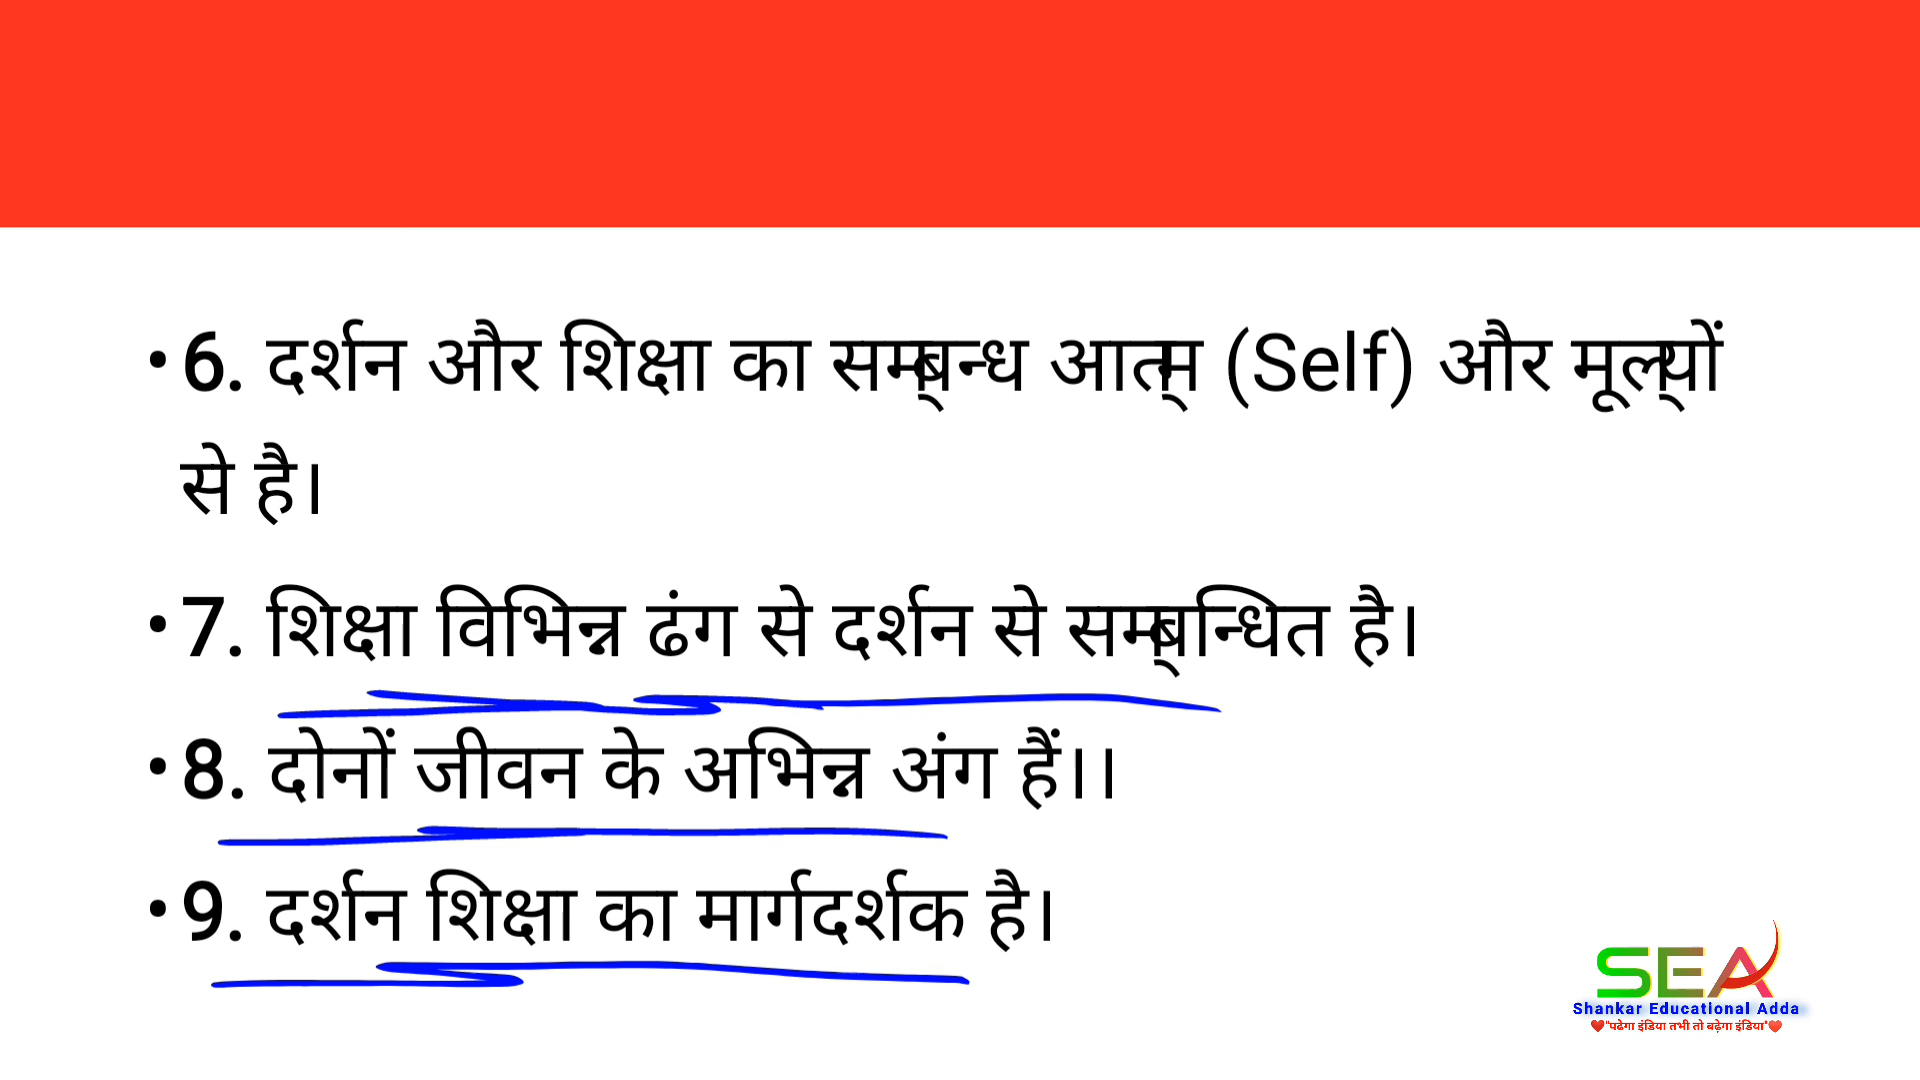 • 6. दर्शन और शिक्षा का सम्बन्ध आत्म (Self) और मूल्यों
से है।
• 7. शिक्षा विभिन्न ढंग से दर्शन से सम्बन्धित है।
• 8. दोनों जीवन के अभिन्न अंग हैं।।
• 9. दर्शन शिक्षा का मार्गदर्शक है।
SEA
Shankar Educational Adda
❤️"पढेगा इंडिया तभी तो बढ़ेगा इंडिया"❤️